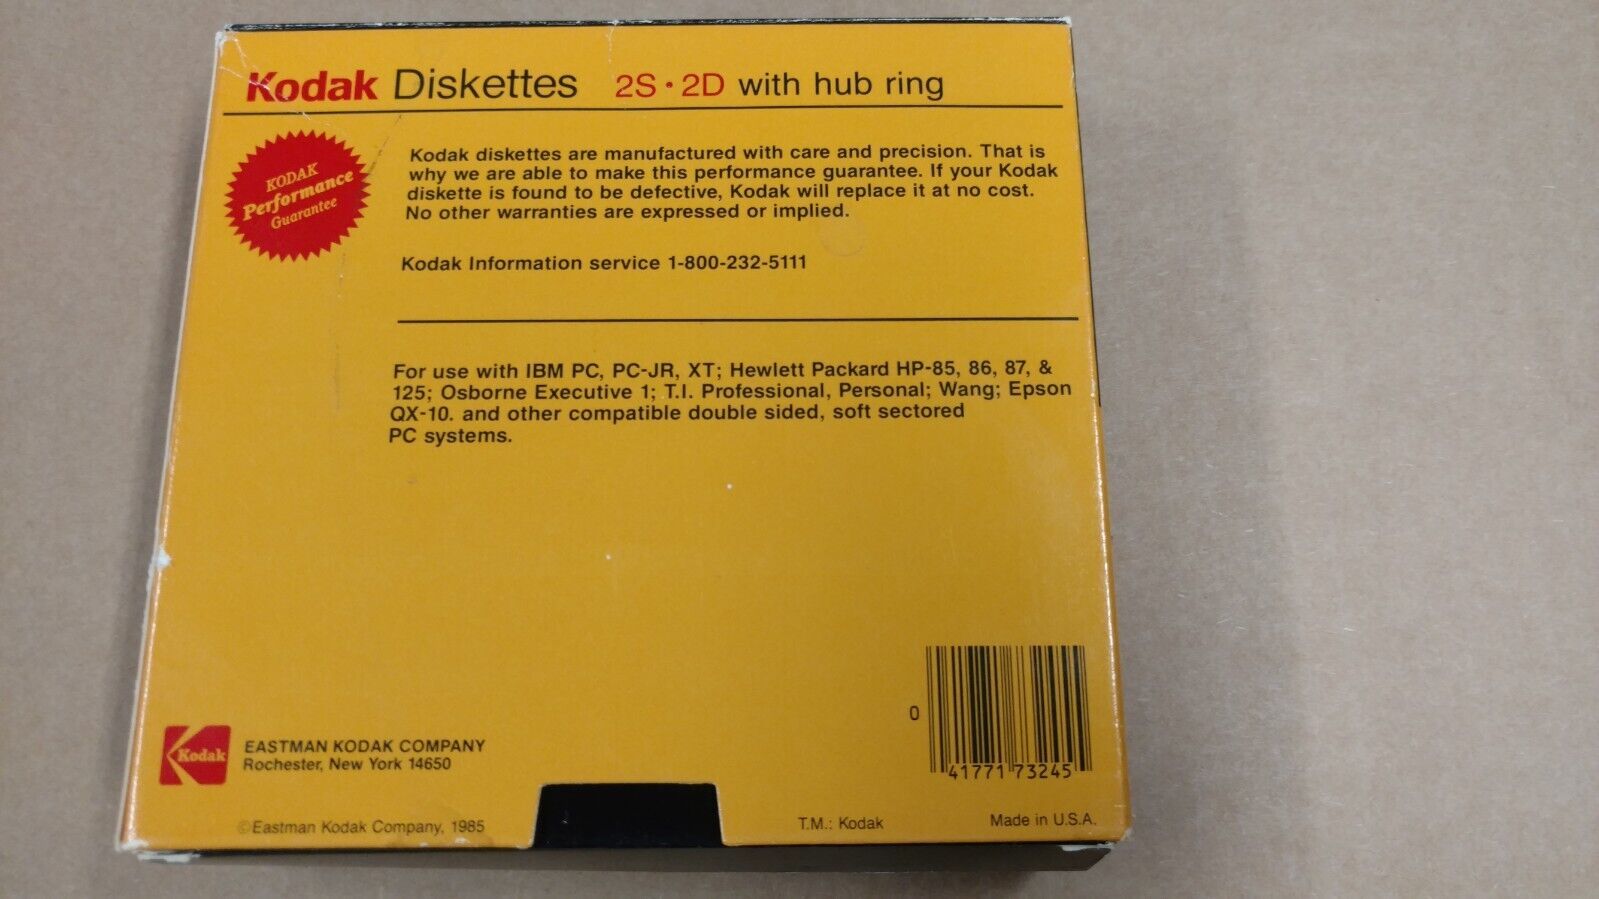 Kodak Diskettes 2S • 2D with hub ring
KODAK
Performance
Guarantee
Kodak diskettes are manufactured with care and precision. That is
why we are able to make this performance guarantee. If your Kodak
diskette is found to be defective, Kodak will replace it at no cost.
No other warranties are expressed or implied.
Kodak Information service 1-800-232-5111
For use with IBM PC, PC-JR, XT; Hewlett Packard HP-85, 86, 87, &
125; Osborne Executive 1; T.I. Professional, Personal; Wang; Epson
QX-10. and other compatible double sided, soft sectored
PC systems.
0
41771 73245
Kodak
EASTMAN KODAK COMPANY
Rochester, New York 14650
©Eastman Kodak Company, 1985
T.M.: Kodak
Made in U.S.A.